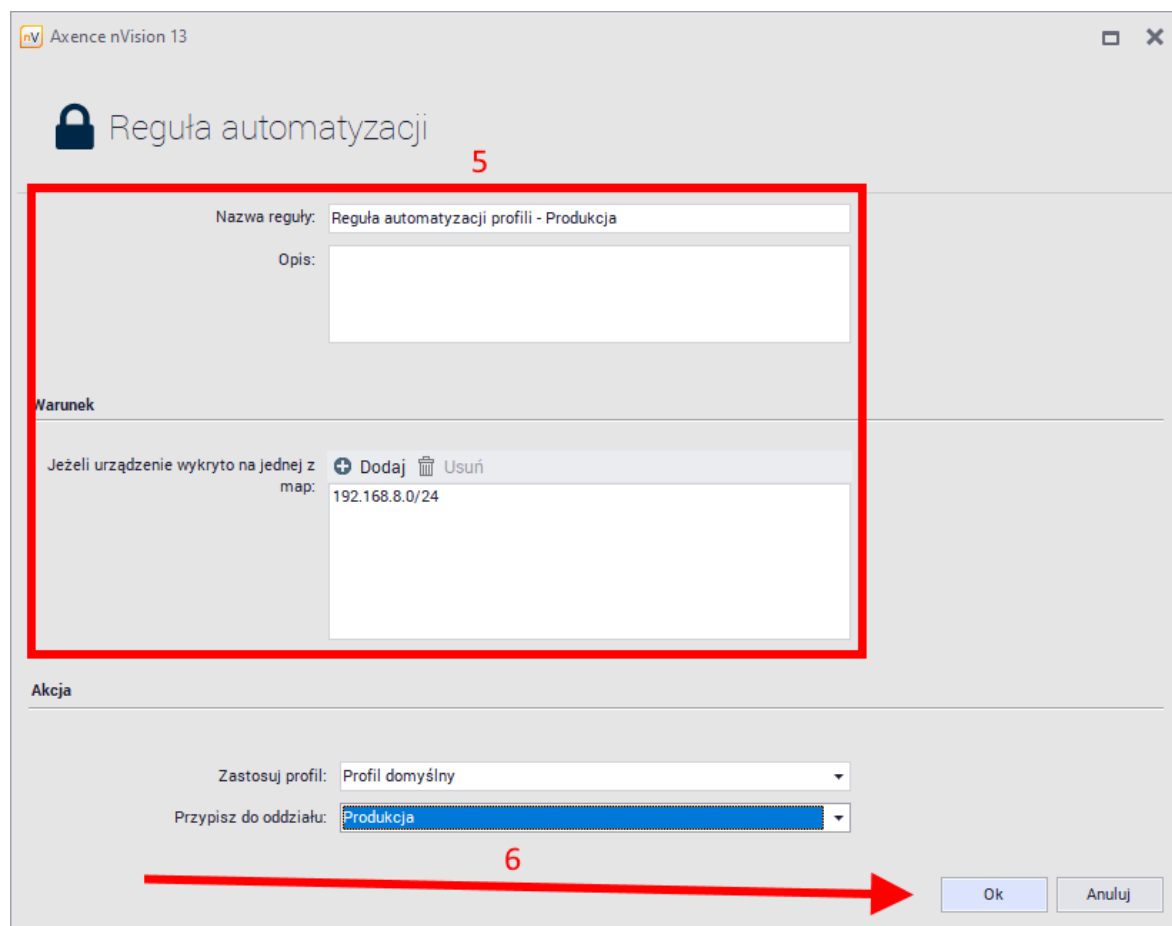 nV Axence nVision 13
Reguła automatyzacji
5
Nazwa reguły: Reguła automatyzacji profili - Produkcja
Opis:
Warunek
Jeżeli urządzenie wykryto na jednej z
map:
Dodaj Usuń
192.168.8.0/24
Akcja
Zastosuj profil: Profil domyślny
Przypisz do oddziału: Produkcja
6
Ok Anuluj